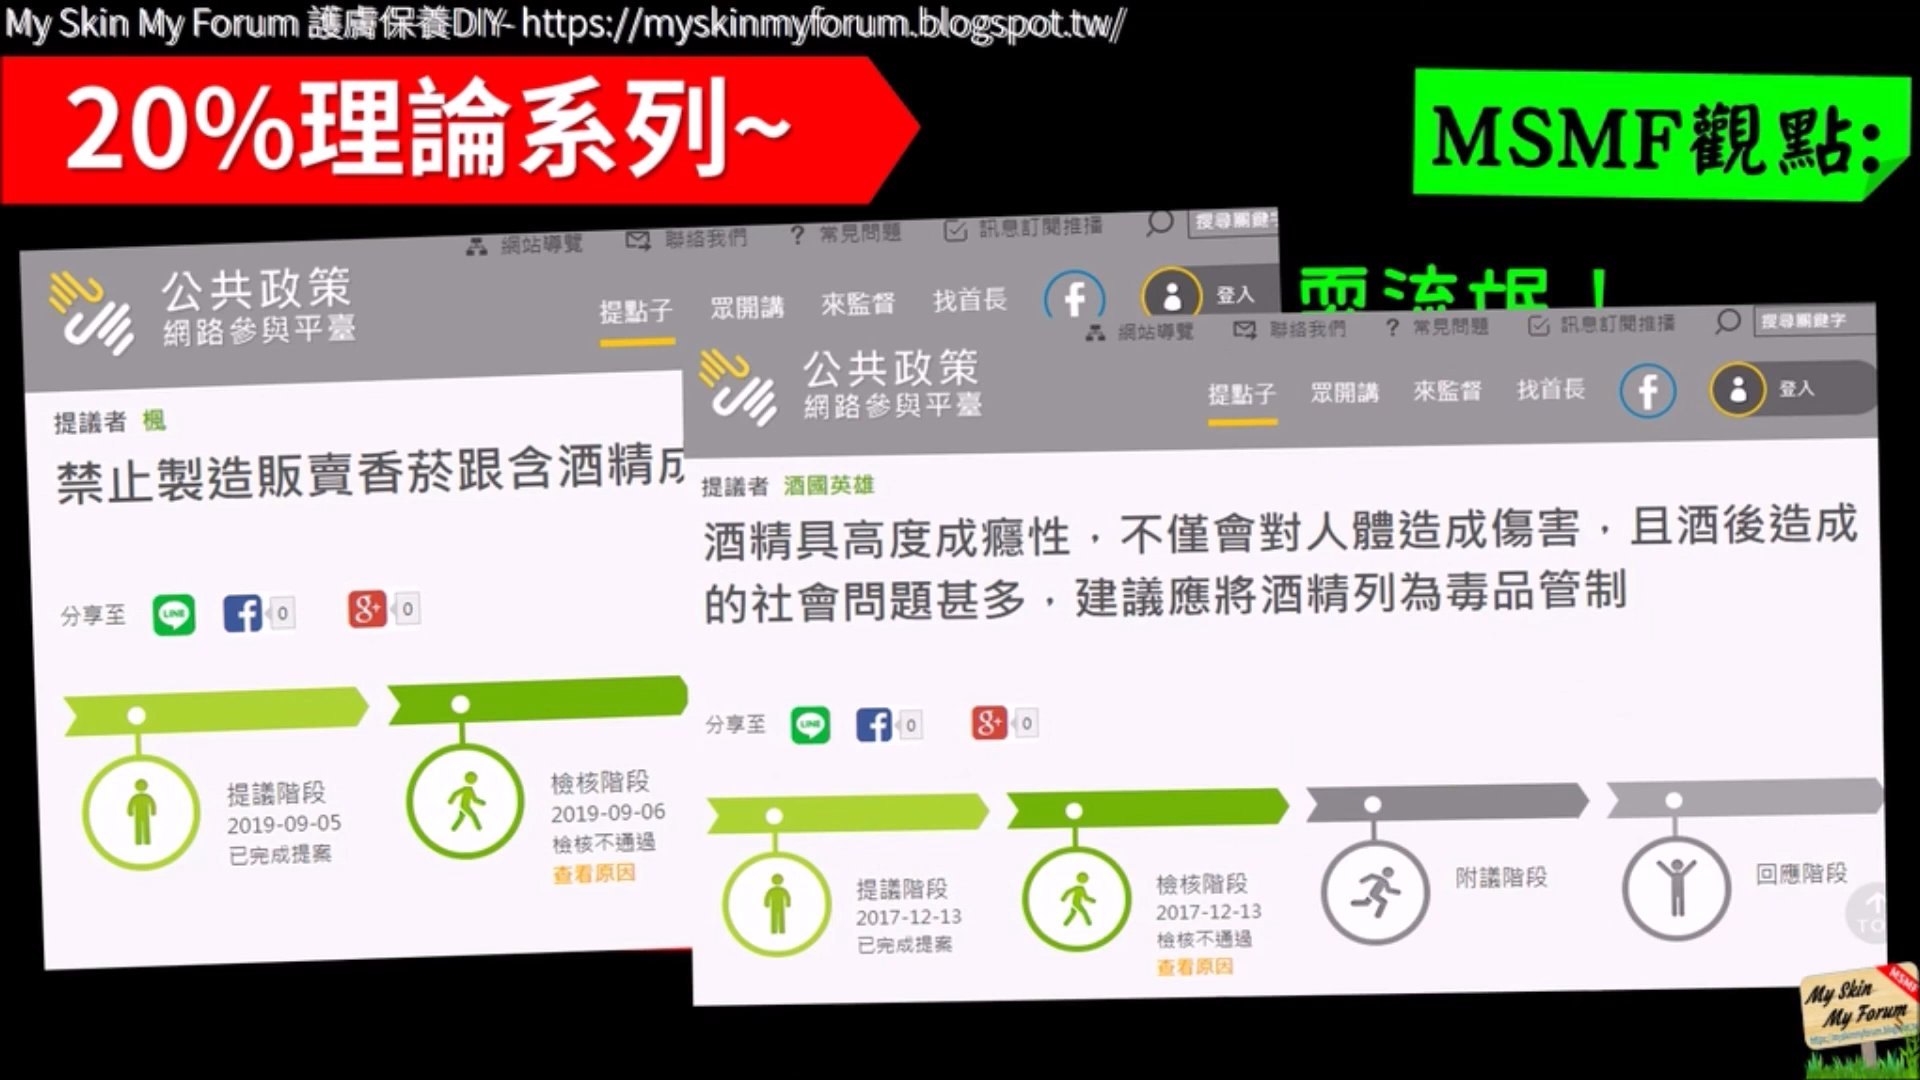 My Skin My Forum 護膚保養DIY- https://myskinmyforum.blogspot.tw/
20%理論系列~
MSMF觀點:
網站導覽 聯絡我們 ? 常見問題 訊息訂閱推播 搜尋關鍵字
公共政策
網路參與平臺
提點子 眾開講 來監督 找首長 f 登入
耍流氓!
提議者 楓
禁止製造販賣香菸跟含酒精成
分享至 LINE f 0 g+ 0
提議階段
2019-09-05
已完成提案
檢核階段
2019-09-06
檢核不通過
查看原因
網站導覽 聯絡我們 ? 常見問題 訊息訂閱推播 搜尋關鍵字
公共政策
網路參與平臺
提點子 眾開講 來監督 找首長 f 登入
提議者 酒國英雄
酒精具高度成癮性,不僅會對人體造成傷害,且酒後造成
的社會問題甚多,建議應將酒精列為毒品管制
分享至 LINE f 0 g+ 0
提議階段
2017-12-13
已完成提案
檢核階段
2017-12-13
檢核不通過
查看原因
附議階段
回應階段
MSMF
My Skin
My Forum